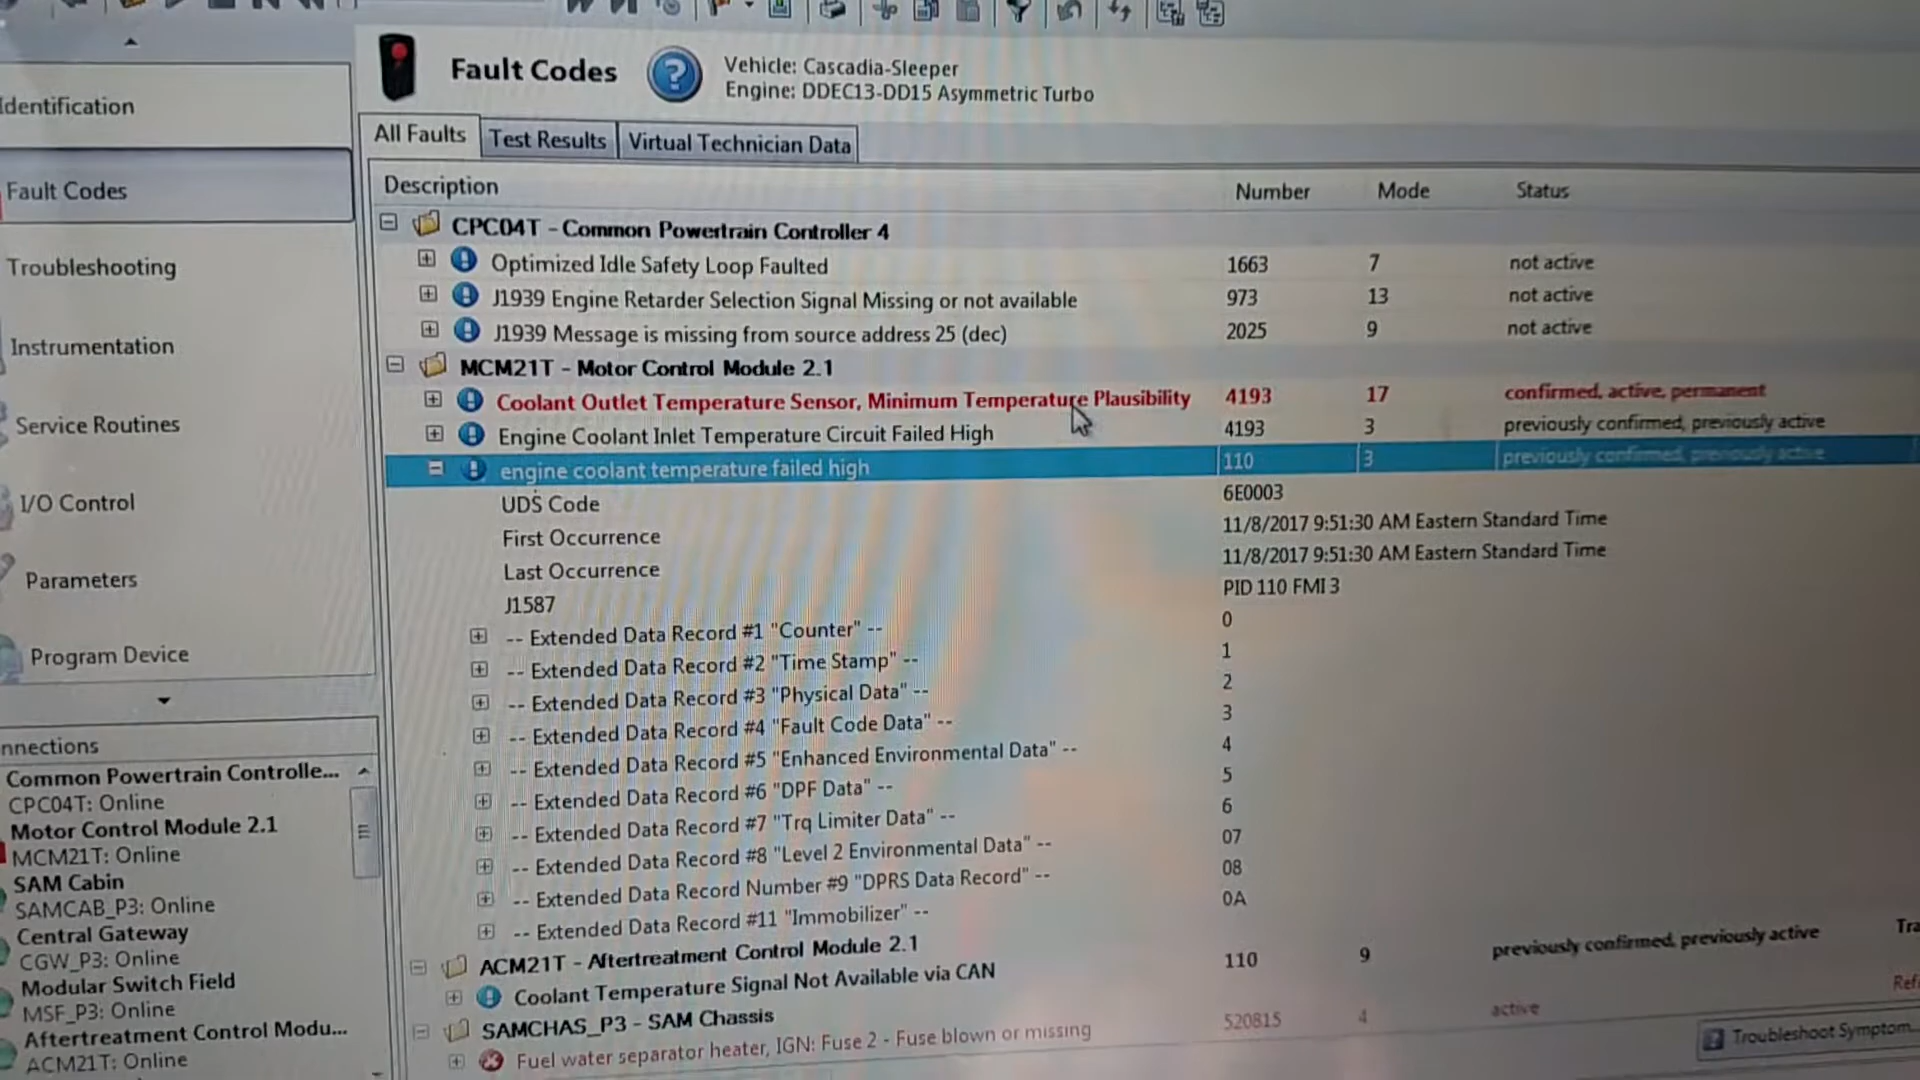 Fault Codes
Vehicle: Cascadia-Sleeper
Engine: DDEC13-DD15 Asymmetric Turbo
Identification
Fault Codes
Troubleshooting
Instrumentation
Service Routines
I/O Control
Parameters
Program Device
nnections
Common Powertrain Controlle...
CPC04T: Online
Motor Control Module 2.1
MCM21T: Online
SAM Cabin
SAMCAB_P3: Online
Central Gateway
CGW_P3: Online
Modular Switch Field
MSF_P3: Online
Aftertreatment Control Modu...
ACM21T: Online
All Faults Test Results Virtual Technician Data
Description Number Mode Status
CPC04T - Common Powertrain Controller 4
Optimized Idle Safety Loop Faulted 1663 7 not active
J1939 Engine Retarder Selection Signal Missing or not available 973 13 not active
J1939 Message is missing from source address 25 (dec) 2025 9 not active
MCM21T - Motor Control Module 2.1
Coolant Outlet Temperature Sensor, Minimum Temperature Plausibility 4193 17 confirmed, active, permanent
Engine Coolant Inlet Temperature Circuit Failed High 4193 3 previously confirmed, previously active
engine coolant temperature failed high 110 3 previously confirmed, previously active
UDS Code 6E0003
First Occurrence 11/8/2017 9:51:30 AM Eastern Standard Time
Last Occurrence 11/8/2017 9:51:30 AM Eastern Standard Time
J1587 PID 110 FMI 3
-- Extended Data Record #1 "Counter" -- 0
-- Extended Data Record #2 "Time Stamp" -- 1
-- Extended Data Record #3 "Physical Data" -- 2
-- Extended Data Record #4 "Fault Code Data" -- 3
-- Extended Data Record #5 "Enhanced Environmental Data" -- 4
-- Extended Data Record #6 "DPF Data" -- 5
-- Extended Data Record #7 "Trq Limiter Data" -- 6
-- Extended Data Record #8 "Level 2 Environmental Data" -- 07
-- Extended Data Record Number #9 "DPRS Data Record" -- 08
-- Extended Data Record #11 "Immobilizer" -- 0A
ACM21T - Aftertreatment Control Module 2.1
Coolant Temperature Signal Not Available via CAN 110 9 previously confirmed, previously active Tra
SAMCHAS_P3 - SAM Chassis
Fuel water separator heater, IGN: Fuse 2 - Fuse blown or missing 520815 4 active Refi
Troubleshoot Symptom...